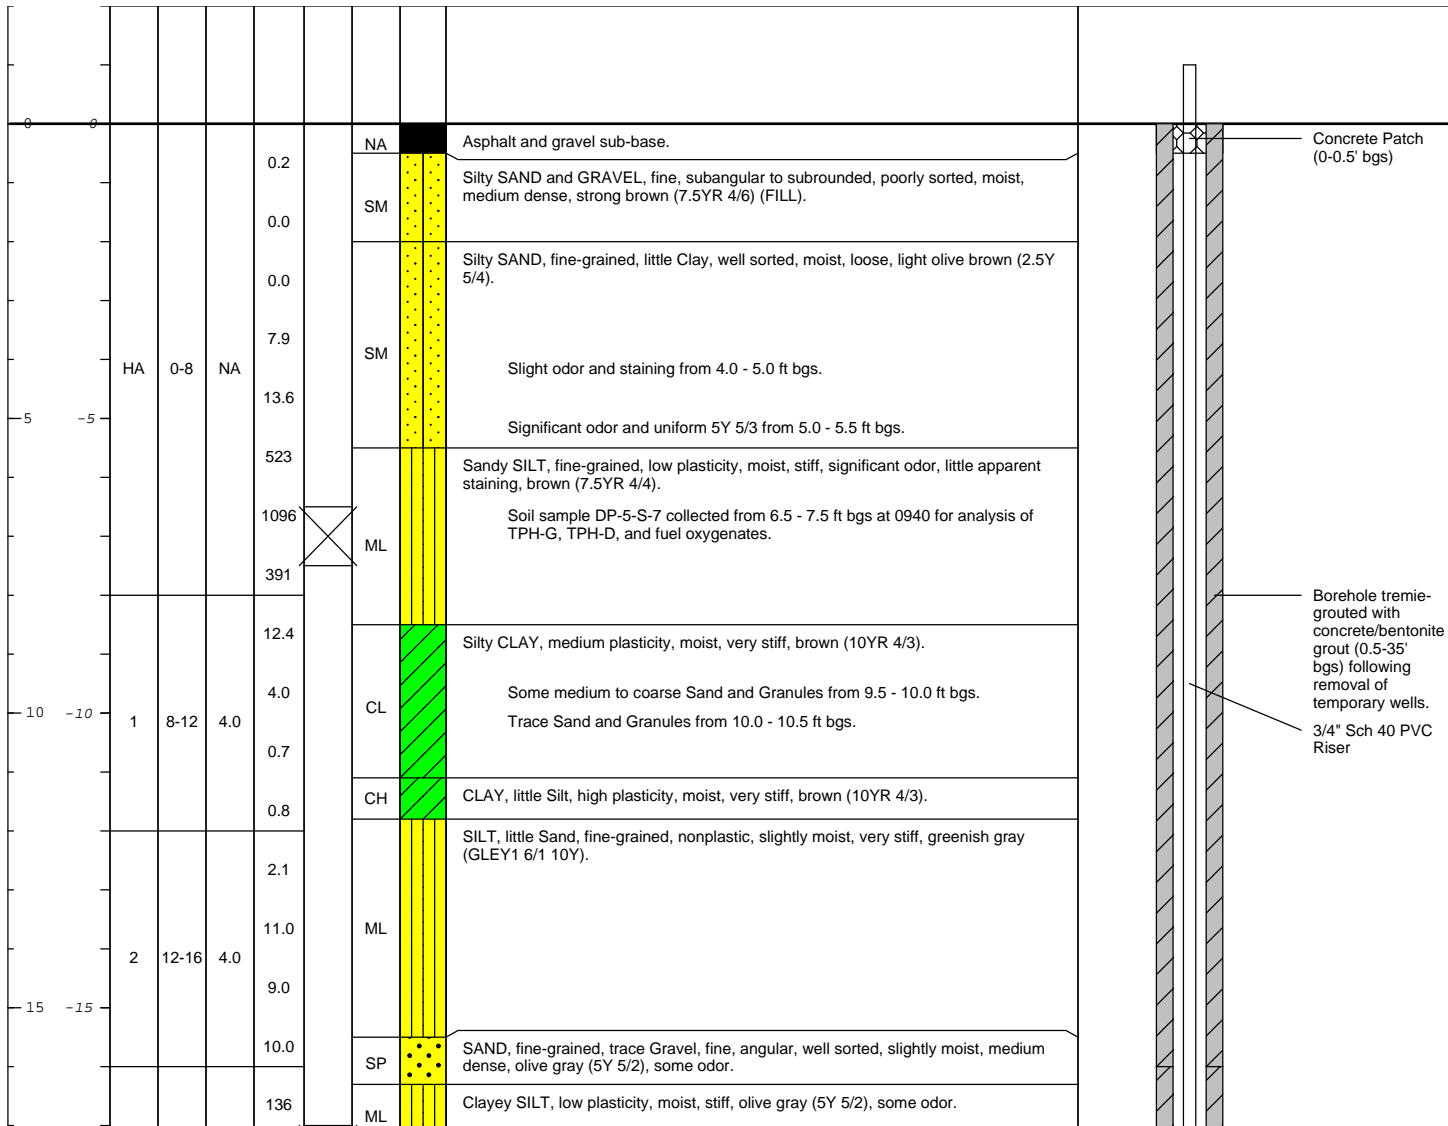 0 0
NA Asphalt and gravel sub-base.
Concrete Patch
(0-0.5' bgs)
0.2
Silty SAND and GRAVEL, fine, subangular to subrounded, poorly sorted, moist,
medium dense, strong brown (7.5YR 4/6) (FILL).
SM
0.0
Silty SAND, fine-grained, little Clay, well sorted, moist, loose, light olive brown (2.5Y
5/4).
0.0
7.9
SM
HA 0-8 NA
Slight odor and staining from 4.0 - 5.0 ft bgs.
13.6
5 -5
Significant odor and uniform 5Y 5/3 from 5.0 - 5.5 ft bgs.
523
Sandy SILT, fine-grained, low plasticity, moist, stiff, significant odor, little apparent
staining, brown (7.5YR 4/4).
1096
Soil sample DP-5-S-7 collected from 6.5 - 7.5 ft bgs at 0940 for analysis of
TPH-G, TPH-D, and fuel oxygenates.
ML
391
Borehole tremie-
grouted with
concrete/bentonite
grout (0.5-35'
bgs) following
removal of
temporary wells.
12.4
Silty CLAY, medium plasticity, moist, very stiff, brown (10YR 4/3).
4.0
Some medium to coarse Sand and Granules from 9.5 - 10.0 ft bgs.
CL
10 -10
1 8-12 4.0
Trace Sand and Granules from 10.0 - 10.5 ft bgs.
3/4" Sch 40 PVC
Riser
0.7
CH CLAY, little Silt, high plasticity, moist, very stiff, brown (10YR 4/3).
0.8
SILT, little Sand, fine-grained, nonplastic, slightly moist, very stiff, greenish gray
(GLEY1 6/1 10Y).
2.1
11.0
ML
2 12-16 4.0
9.0
15 -15
10.0
SP
SAND, fine-grained, trace Gravel, fine, angular, well sorted, slightly moist, medium
dense, olive gray (5Y 5/2), some odor.
136
ML
Clayey SILT, low plasticity, moist, stiff, olive gray (5Y 5/2), some odor.